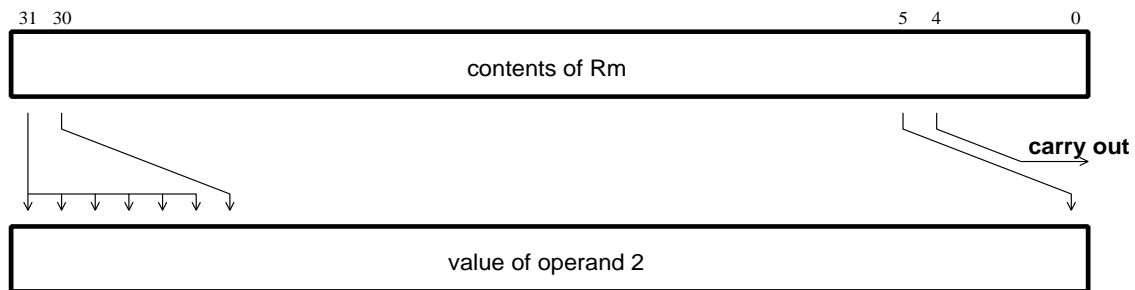 31 30 5 4 0
contents of Rm
carry out
value of operand 2